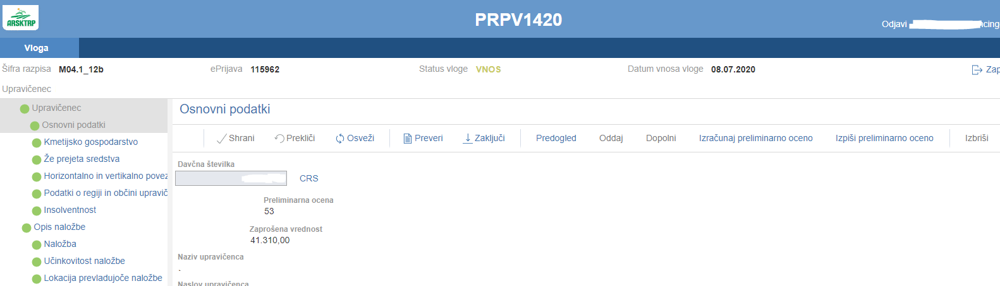 ARSKTRP
PRPV1420
Odjavi
Vloga
Šifra razpisa M04.1_12b ePrijava 115962 Status vloge VNOS Datum vnosa vloge 08.07.2020
Upravičenec
Upravičenec
Osnovni podatki
Kmetijsko gospodarstvo
Že prejeta sredstva
Horizontalno in vertikalno povez
Podatki o regiji in občini upravič
Insolventnost
Opis naložbe
Naložba
Učinkovitost naložbe
Lokacija prevladujoče naložbe
Osnovni podatki
Shrani Prekliči Osveži Preveri Zaključi Predogled Oddaj Dopolni Izračunaj preliminarno oceno Izpiši preliminarno oceno Izbriši
Davčna številka
CRS
Preliminarna ocena
53
Zaprošena vrednost
41.310,00
Naziv upravičenca
.
Naslov upravičenca